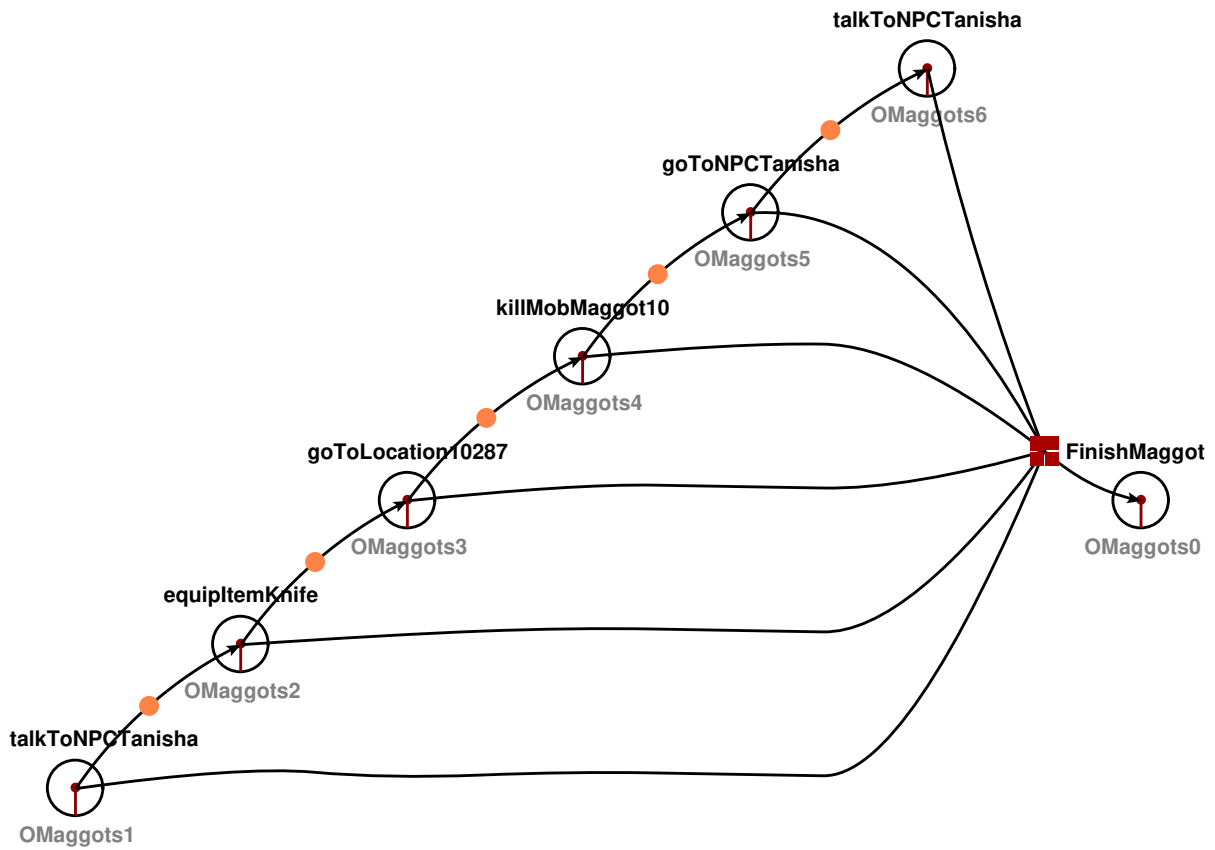 talkToNPCTanisha
OMaggots6
goToNPCTanisha
OMaggots5
killMobMaggot10
OMaggots4
goToLocation10287
FinishMaggot
OMaggots3
OMaggots0
equipItemKnife
OMaggots2
talkToNPCTanisha
OMaggots1